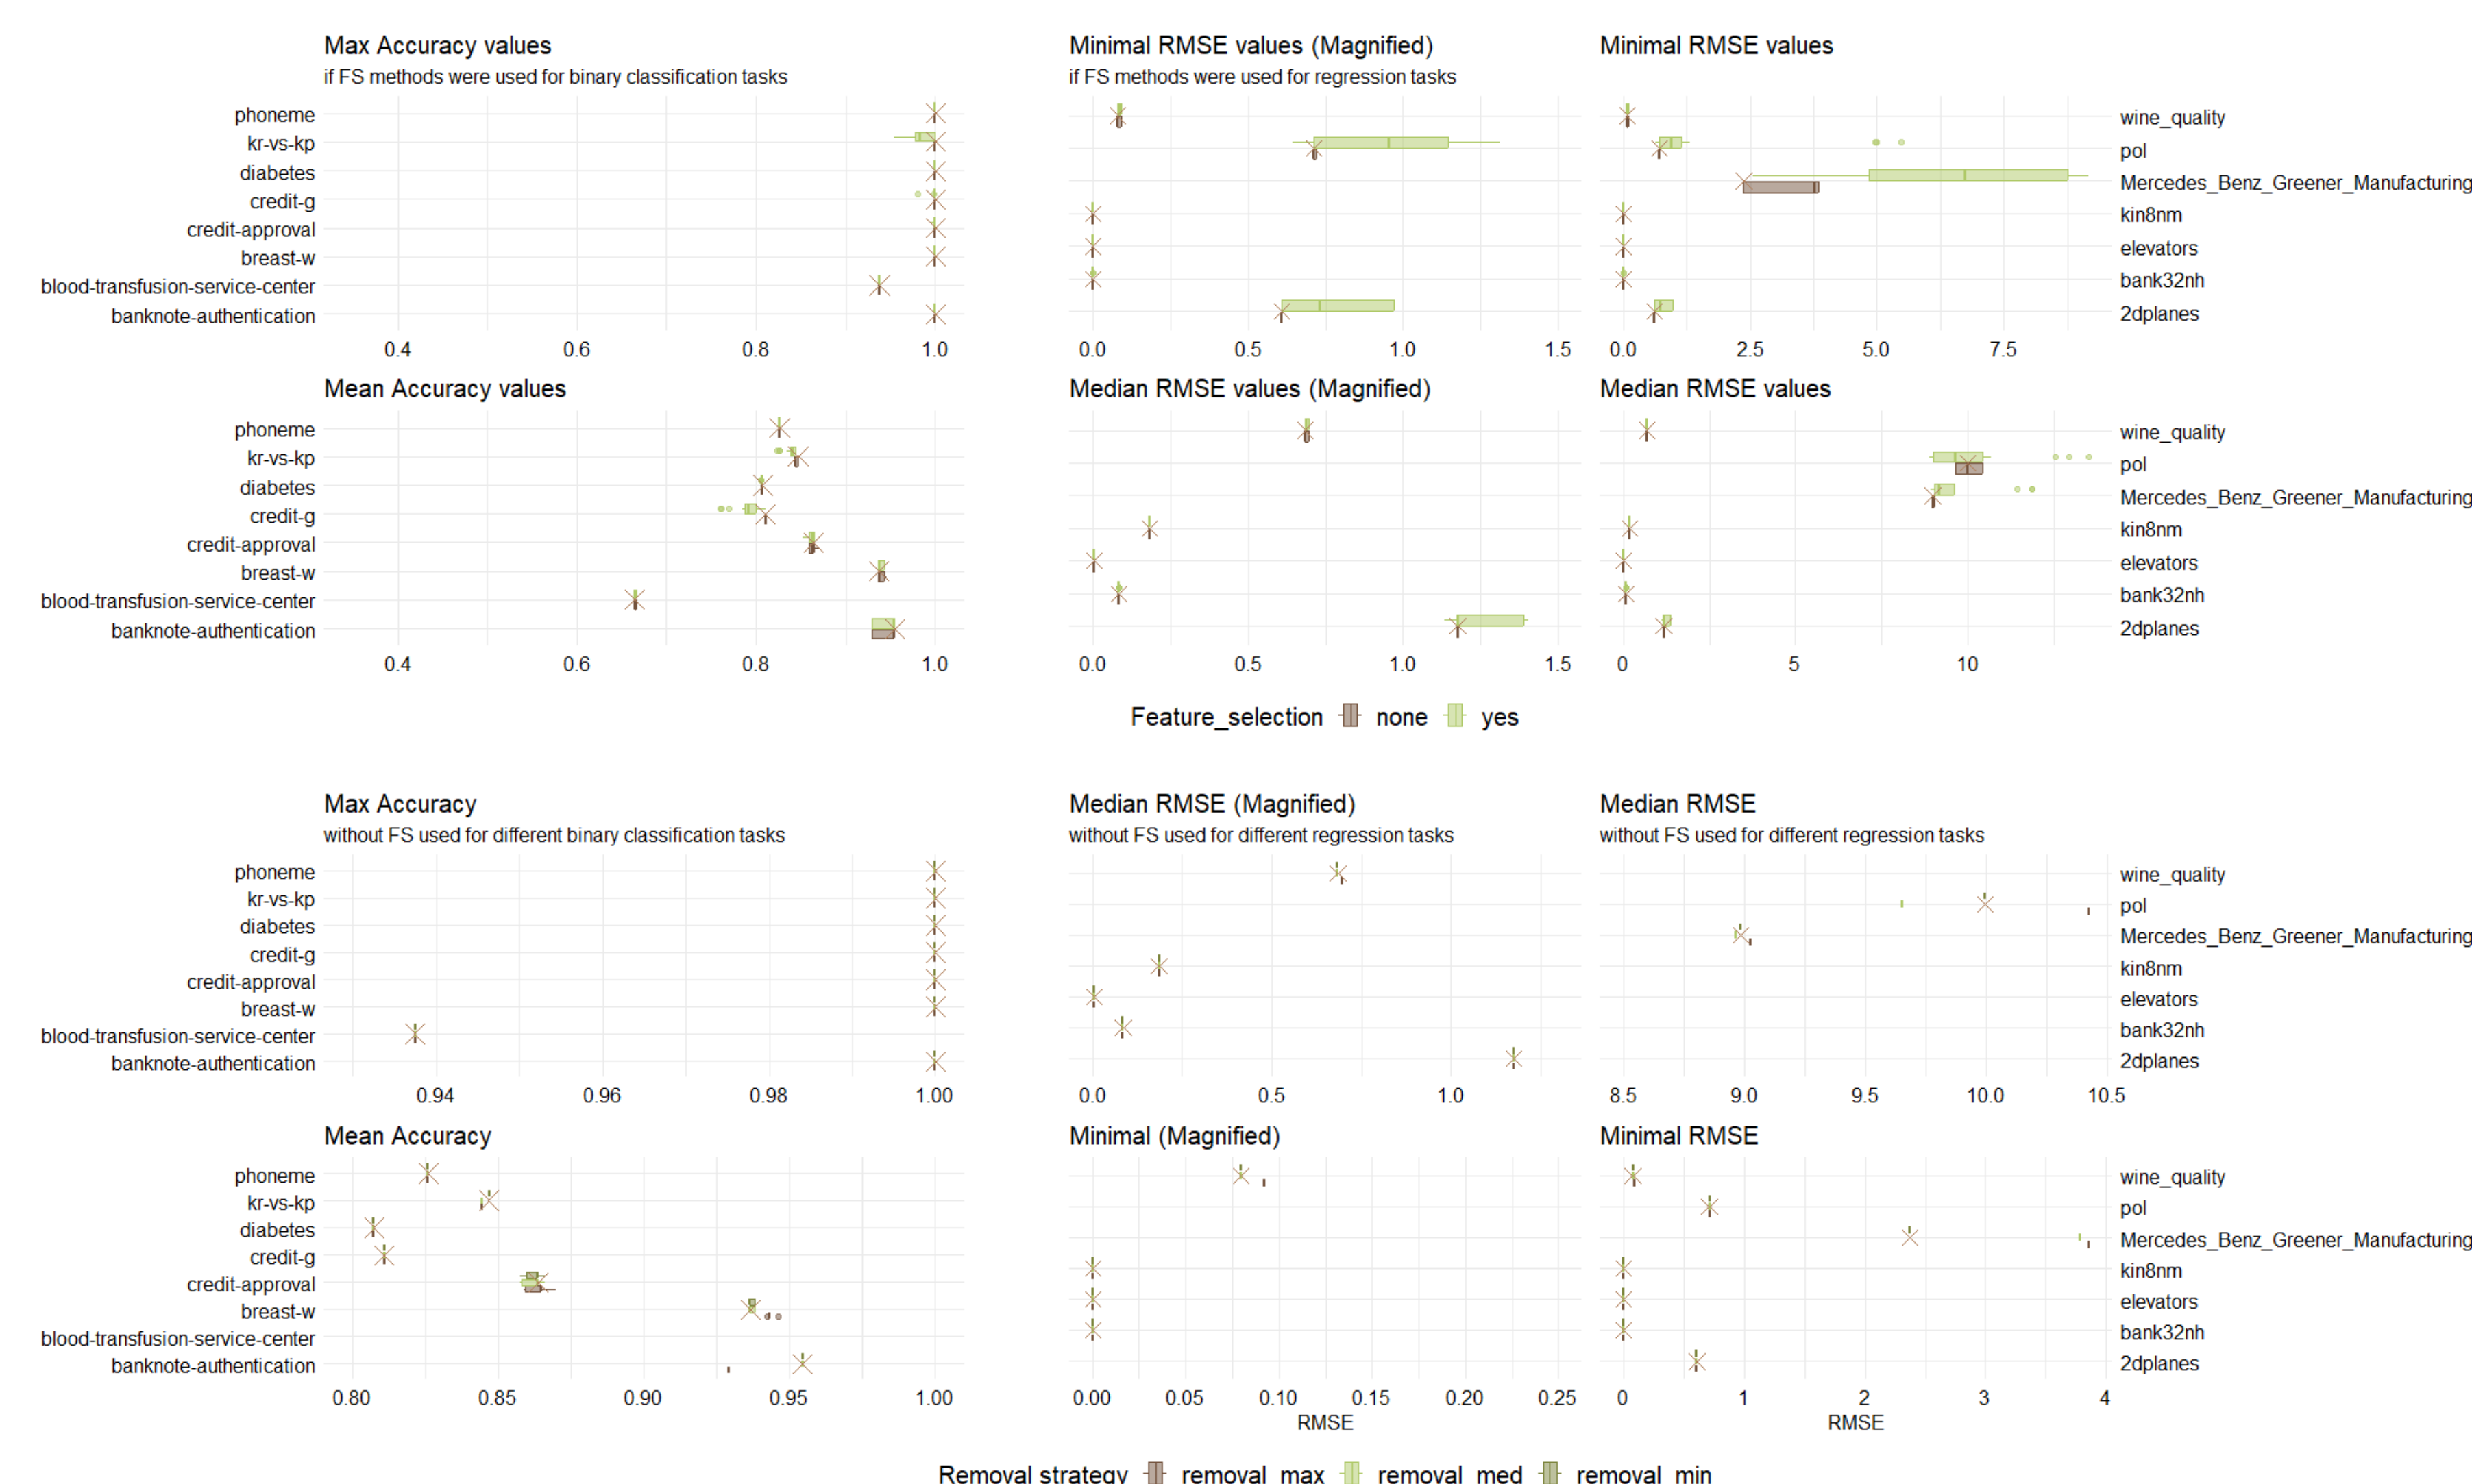 Max Accuracy values
if FS methods were used for binary classification tasks
phoneme
kr-vs-kp
diabetes
credit-g
credit-approval
breast-w
blood-transfusion-service-center
banknote-authentication
0.4 0.6 0.8 1.0
Minimal RMSE values (Magnified)
if FS methods were used for regression tasks
0.0 0.5 1.0 1.5
Minimal RMSE values
wine_quality
pol
Mercedes_Benz_Greener_Manufacturing
kin8nm
elevators
bank32nh
2dplanes
0.0 2.5 5.0 7.5
Mean Accuracy values
phoneme
kr-vs-kp
diabetes
credit-g
credit-approval
breast-w
blood-transfusion-service-center
banknote-authentication
0.4 0.6 0.8 1.0
Median RMSE values (Magnified)
0.0 0.5 1.0 1.5
Median RMSE values
wine_quality
pol
Mercedes_Benz_Greener_Manufacturing
kin8nm
elevators
bank32nh
2dplanes
0 5 10
Feature_selection none yes
Max Accuracy
without FS used for different binary classification tasks
phoneme
kr-vs-kp
diabetes
credit-g
credit-approval
breast-w
blood-transfusion-service-center
banknote-authentication
0.94 0.96 0.98 1.00
Median RMSE (Magnified)
without FS used for different regression tasks
0.0 0.5 1.0
Median RMSE
without FS used for different regression tasks
wine_quality
pol
Mercedes_Benz_Greener_Manufacturing
kin8nm
elevators
bank32nh
2dplanes
8.5 9.0 9.5 10.0 10.5
Mean Accuracy
phoneme
kr-vs-kp
diabetes
credit-g
credit-approval
breast-w
blood-transfusion-service-center
banknote-authentication
0.80 0.85 0.90 0.95 1.00
Minimal (Magnified)
0.00 0.05 0.10 0.15 0.20 0.25
RMSE
Minimal RMSE
wine_quality
pol
Mercedes_Benz_Greener_Manufacturing
kin8nm
elevators
bank32nh
2dplanes
0 1 2 3 4
RMSE
Removal strategy removal_max removal_med removal_min